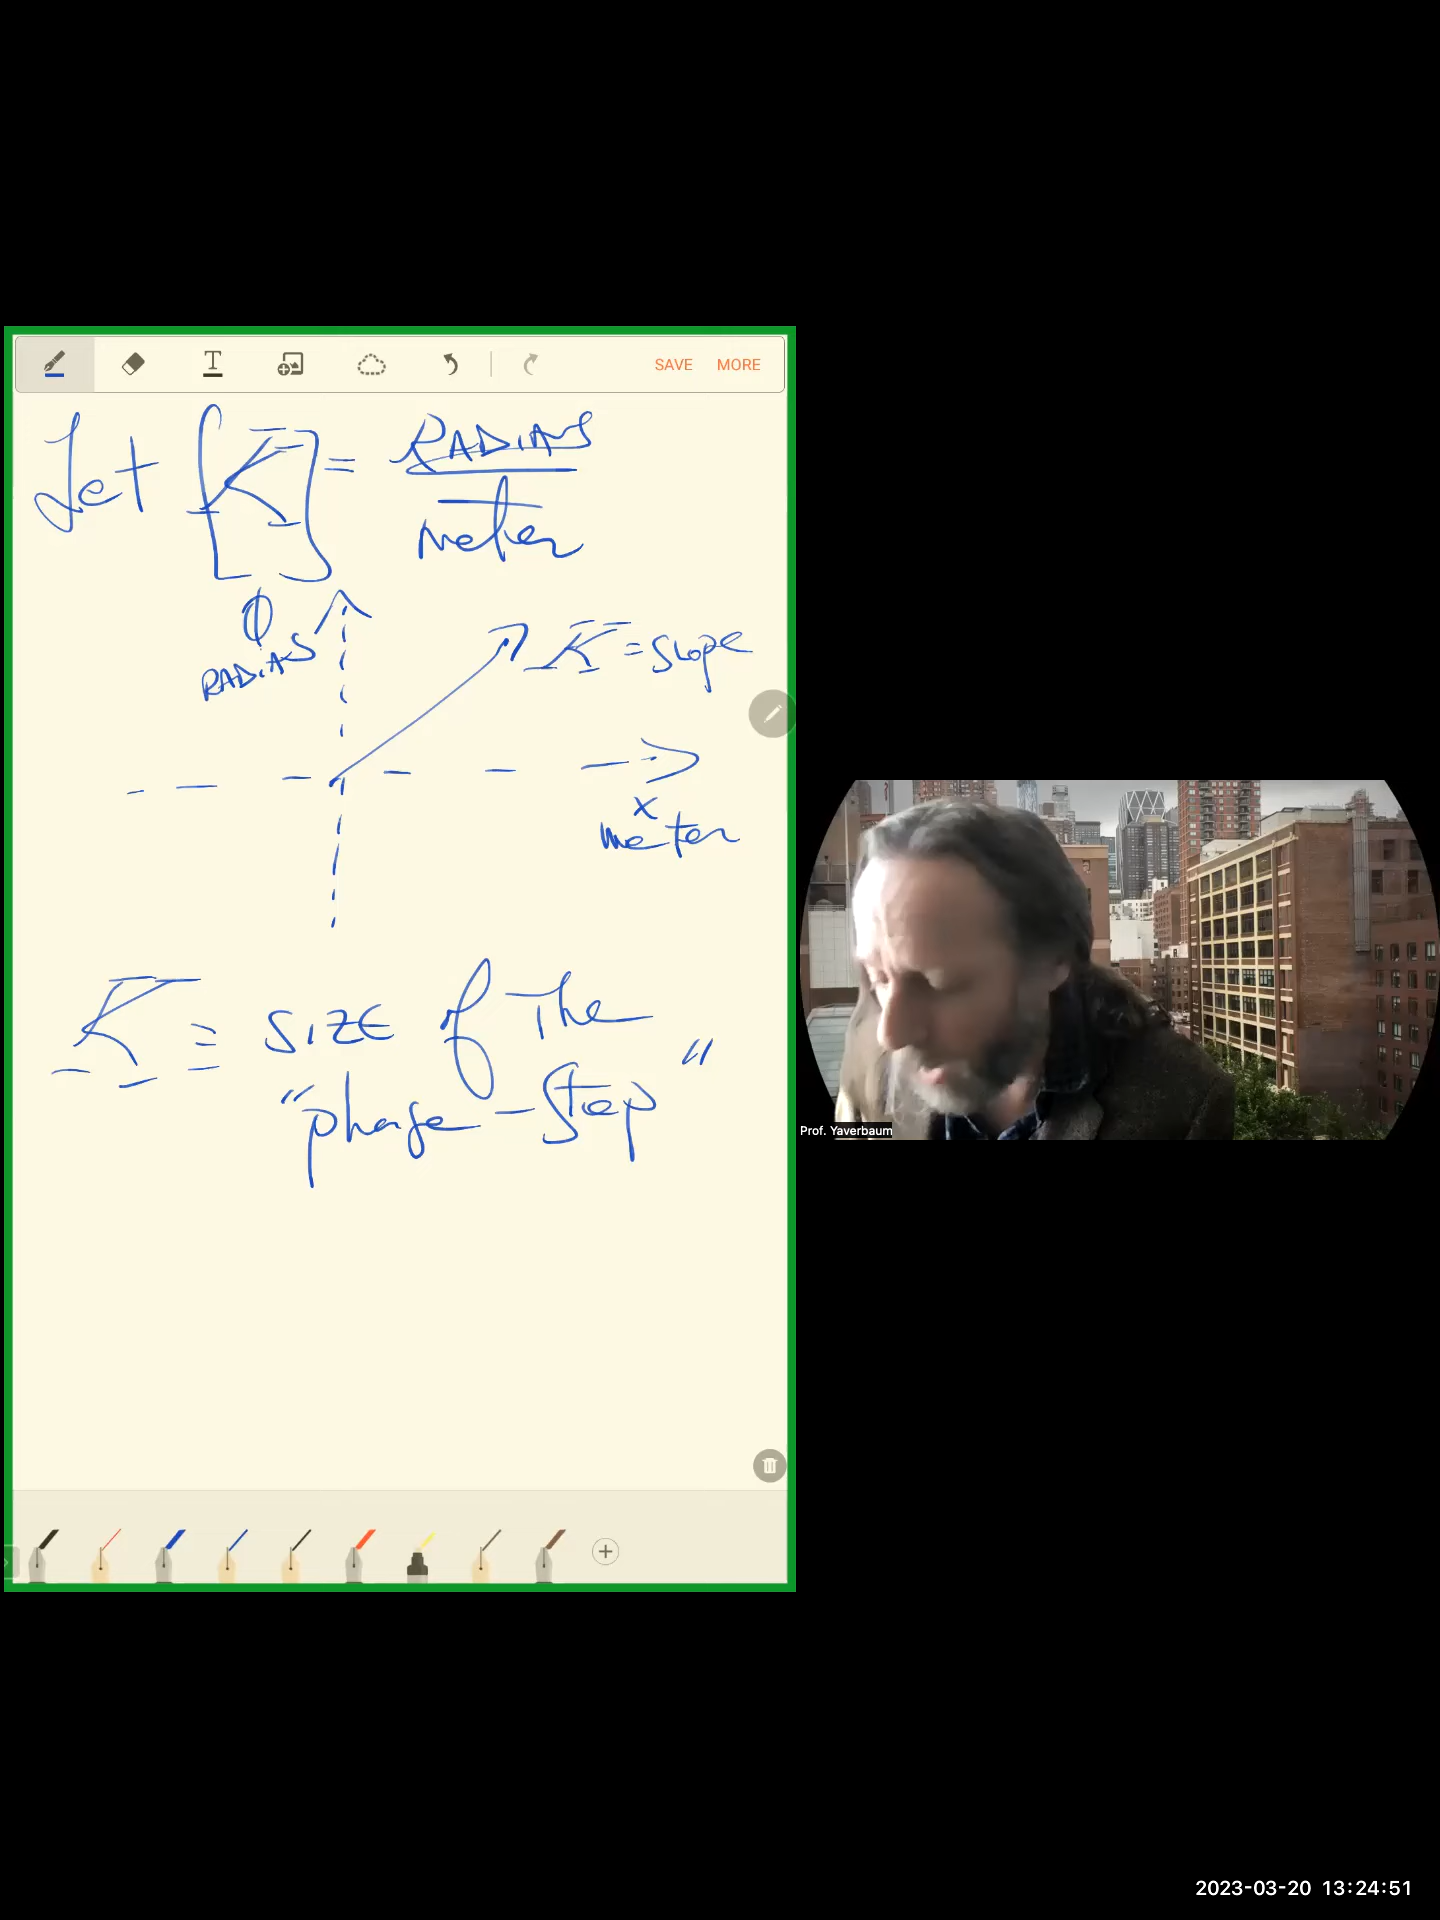 SAVE MORE
Let [K] = RADIANS
meter
Φ
RADIANS
K = slope
x
meter
K ≡ SIZE of The
"phase-Step"
Prof. Yaverbaum
2023-03-20 13:24:51